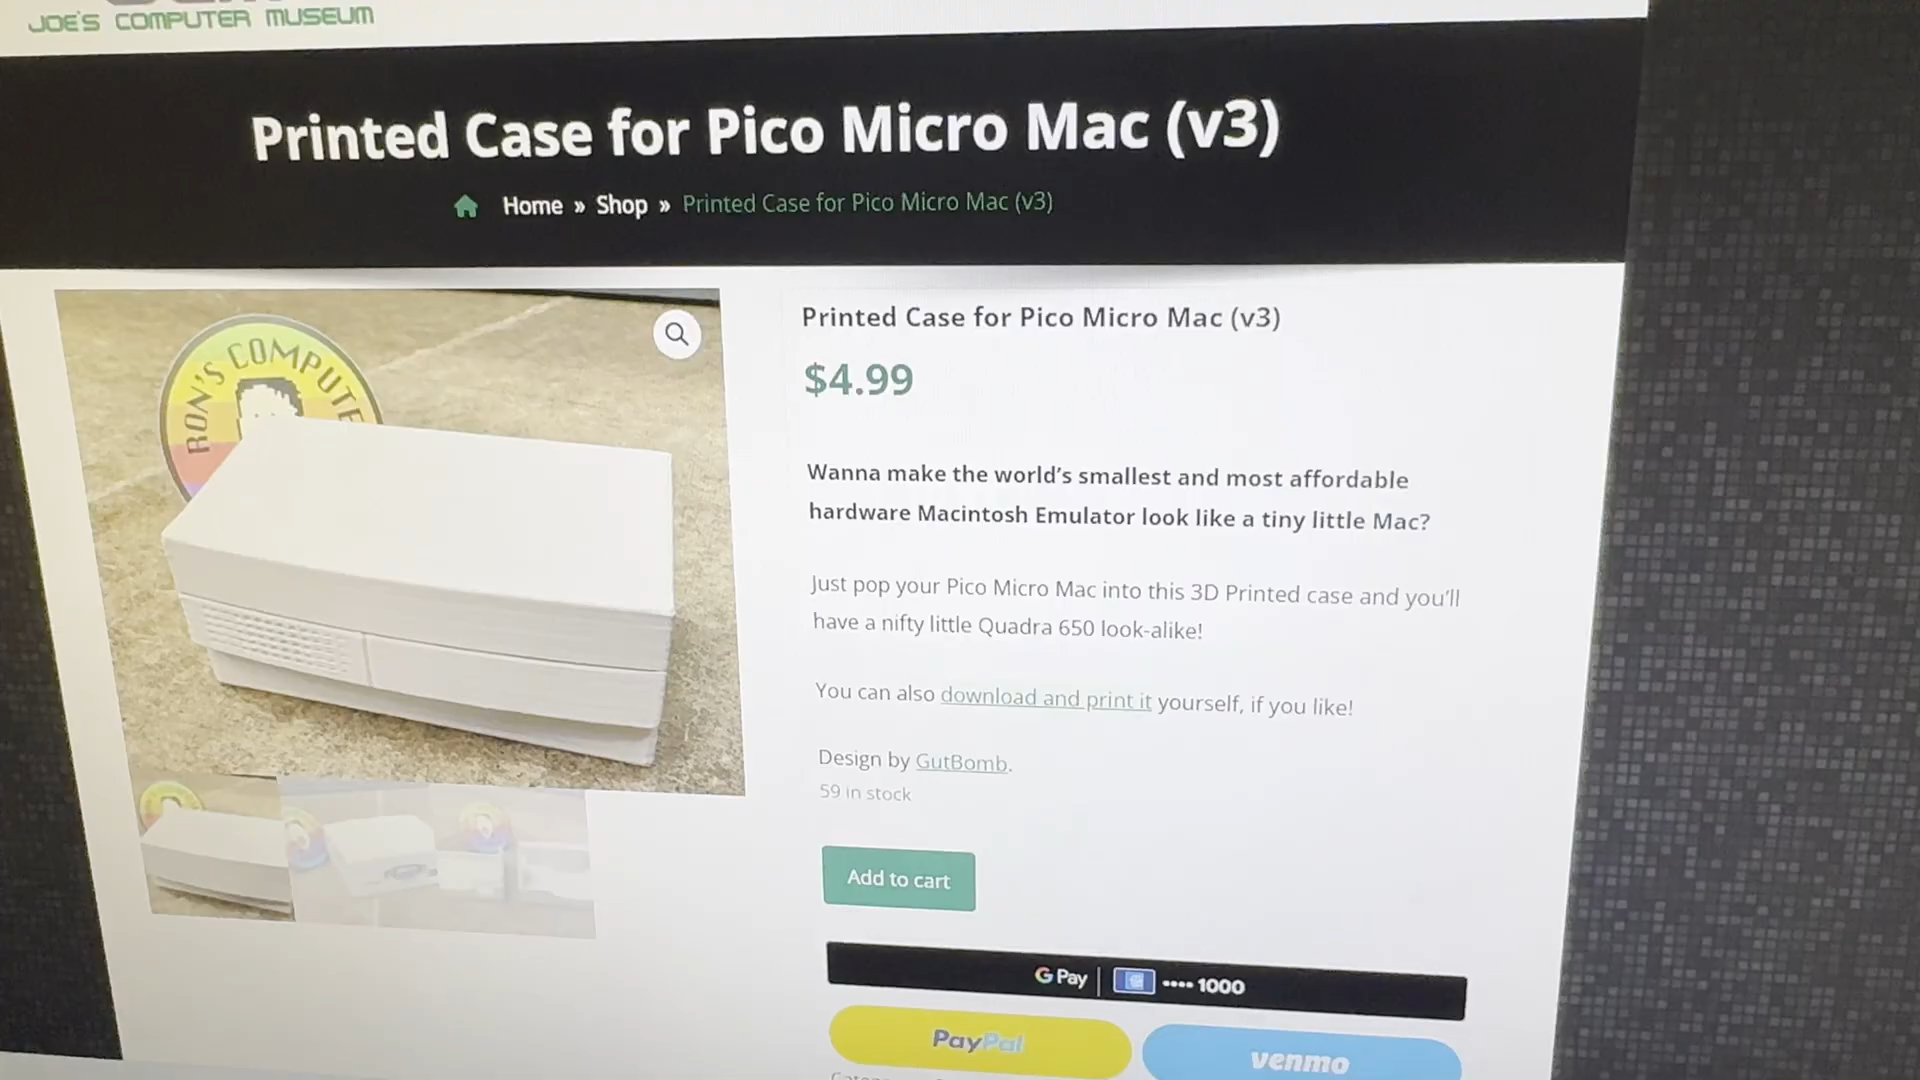 JOE'S COMPUTER MUSEUM
Printed Case for Pico Micro Mac (v3)
Home » Shop » Printed Case for Pico Micro Mac (v3)
RON'S COMPUTE
Printed Case for Pico Micro Mac (v3)
$4.99
Wanna make the world's smallest and most affordable
hardware Macintosh Emulator look like a tiny little Mac?
Just pop your Pico Micro Mac into this 3D Printed case and you'll
have a nifty little Quadra 650 look-alike!
You can also download and print it yourself, if you like!
Design by GutBomb.
59 in stock
Add to cart
G Pay | •••• 1000
PayPal
venmo